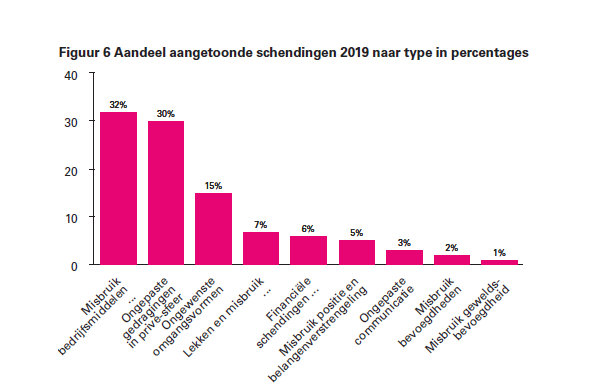 Figuur 6 Aandeel aangetoonde schendingen 2019 naar type in percentages
40
30
20
10
0
32%
30%
15%
7%
6%
5%
3%
2%
1%
Misbruik
bedrijfsmiddelen
...
Ongepaste
gedragingen
in privé-sfeer
Ongewenste
omgangsvormen
Lekken en misbruik
...
Financiële
schendingen ...
Misbruik positie en
belangenverstrengeling
Ongepaste
communicatie
Misbruik
bevoegdheden
Misbruik gewelds-
bevoegdheid